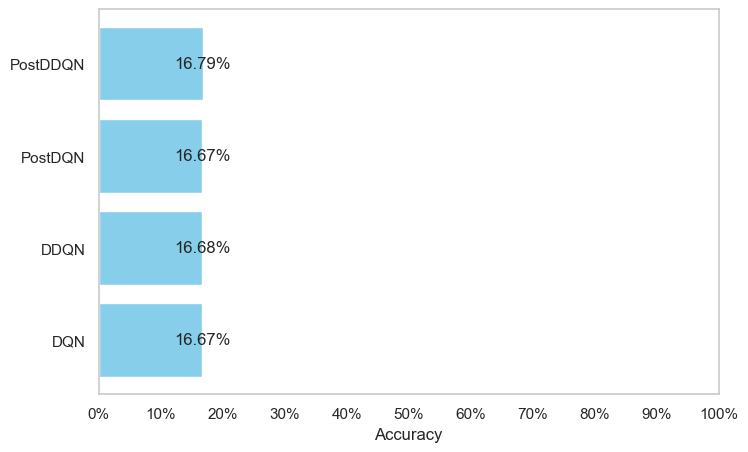 PostDDQN
16.79%
PostDQN
16.67%
DDQN
16.68%
DQN
16.67%
0% 10% 20% 30% 40% 50% 60% 70% 80% 90% 100%
Accuracy